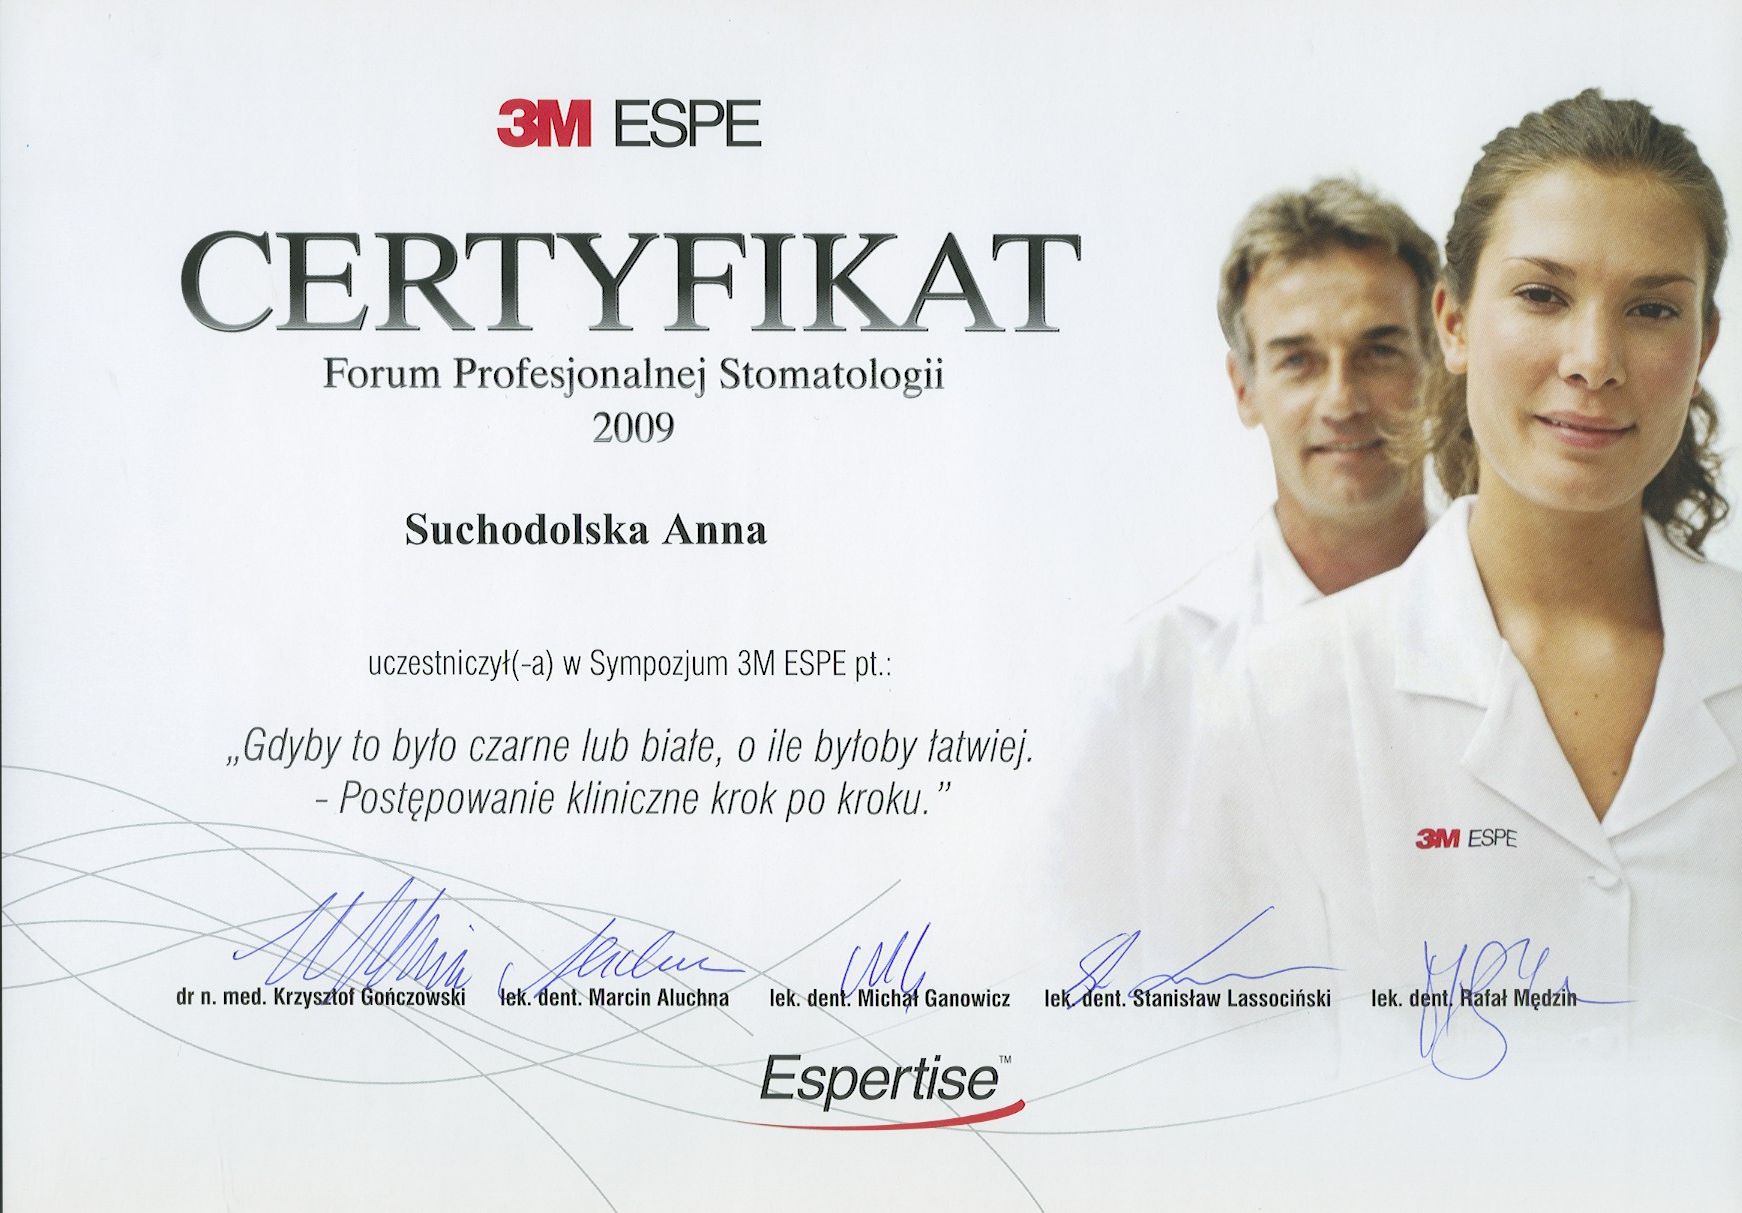 3M ESPE
CERTYFIKAT
Forum Profesjonalnej Stomatologii
2009
Suchodolska Anna
uczestniczył(-a) w Sympozjum 3M ESPE pt.:
„Gdyby to było czarne lub białe, o ile byłoby łatwiej.
- Postępowanie kliniczne krok po kroku.”
3M ESPE
dr n. med. Krzysztof Gończowski lek. dent. Marcin Aluchna lek. dent. Michał Ganowicz lek. dent. Stanisław Lassociński lek. dent. Rafał Mędzin
Espertise™